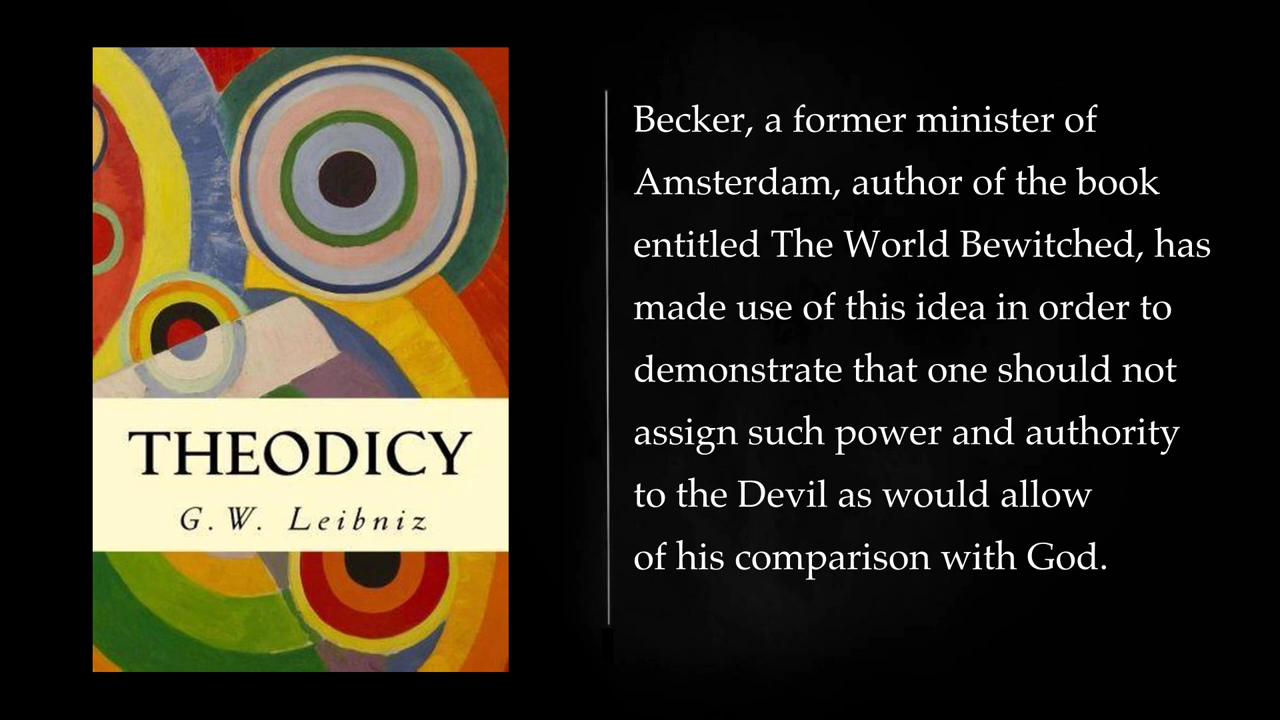 THEODICY
G.W. Leibniz
Becker, a former minister of
Amsterdam, author of the book
entitled The World Bewitched, has
made use of this idea in order to
demonstrate that one should not
assign such power and authority
to the Devil as would allow
of his comparison with God.